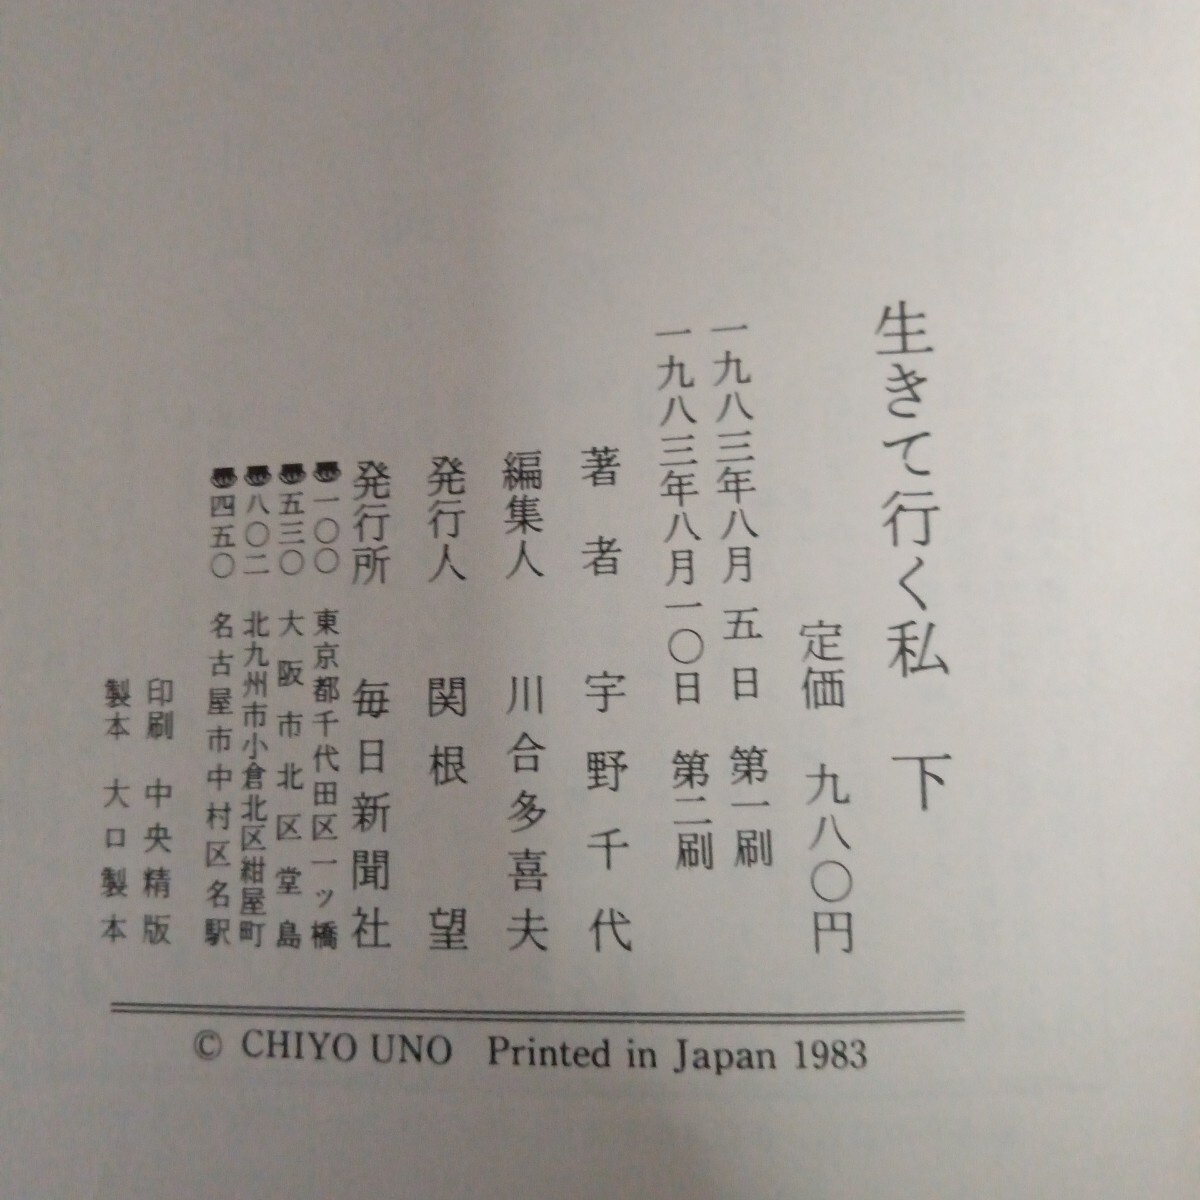 生きて行く私 下
定価 九八〇円
一九八三年八月 五 日 第一刷
一九八三年八月一〇日 第二刷
著者 宇野千代
編集人 川合多喜夫
発行人 関根 望
発行所 毎日新聞社
〒一〇〇 東京都千代田区一ッ橋
〒五三〇 大阪市北区堂島
〒八〇二 北九州市小倉北区紺屋町
〒四五〇 名古屋市中村区名駅
印刷 中央精版
製本 大口製本
© CHIYO UNO Printed in Japan 1983